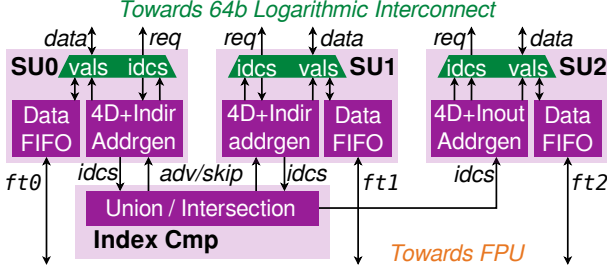 Towards 64b Logarithmic Interconnect
data req req data req data
SU0 vals idcs idcs vals SU1 idcs vals SU2
Data FIFO 4D+Indir Addrgen 4D+Indir addrgen Data FIFO 4D+Inout Addrgen Data FIFO
ft0 idcs adv/skip idcs ft1 idcs ft2
Union / Intersection
Index Cmp
Towards FPU